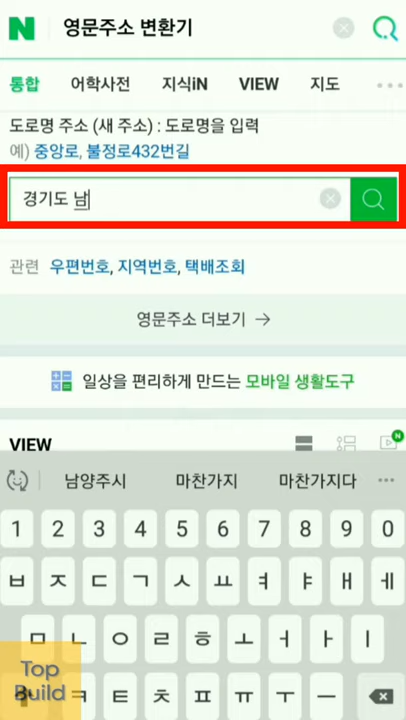 N 영문주소 변환기
통합 어학사전 지식iN VIEW 지도
도로명 주소 (새 주소) : 도로명을 입력
예) 중앙로, 불정로432번길
경기도 남
관련 우편번호, 지역번호, 택배조회
영문주소 더보기
일상을 편리하게 만드는 모바일 생활도구
VIEW N
남양주시 마찬가지 마찬가지다
1 2 3 4 5 6 7 8 9 0
ㅂ ㅈ ㄷ ㄱ ㅅ ㅛ ㅕ ㅑ ㅐ ㅔ
ㅁ ㄴ ㅇ ㄹ ㅎ ㅗ ㅓ ㅏ ㅣ
ㅋ ㅌ ㅊ ㅍ ㅠ ㅜ ㅡ
Top
Build